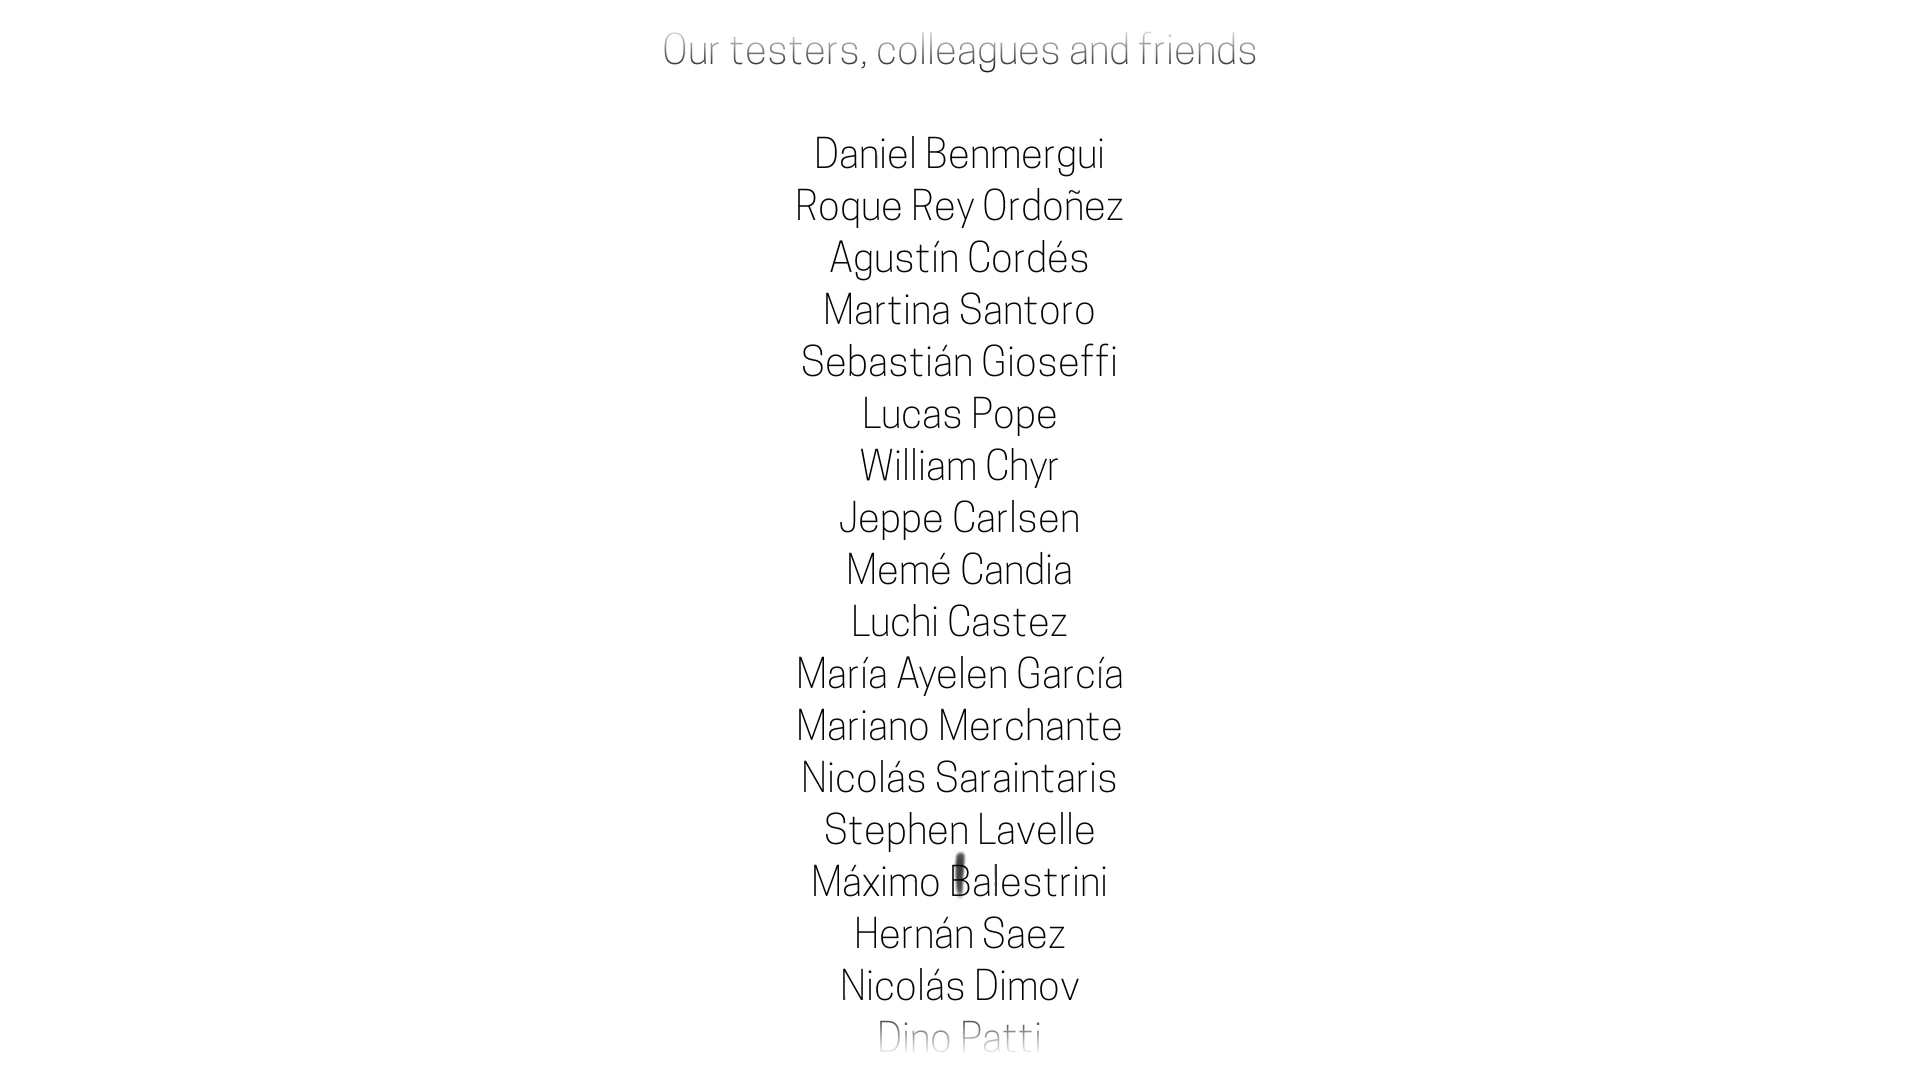 Our testers, colleagues and friends
Daniel Benmergui
Roque Rey Ordoñez
Agustín Cordés
Martina Santoro
Sebastián Gioseffi
Lucas Pope
William Chyr
Jeppe Carlsen
Memé Candia
Luchi Castez
María Ayelen García
Mariano Merchante
Nicolás Saraintaris
Stephen Lavelle
Máximo Balestrini
Hernán Saez
Nicolás Dimov
Dino Patti